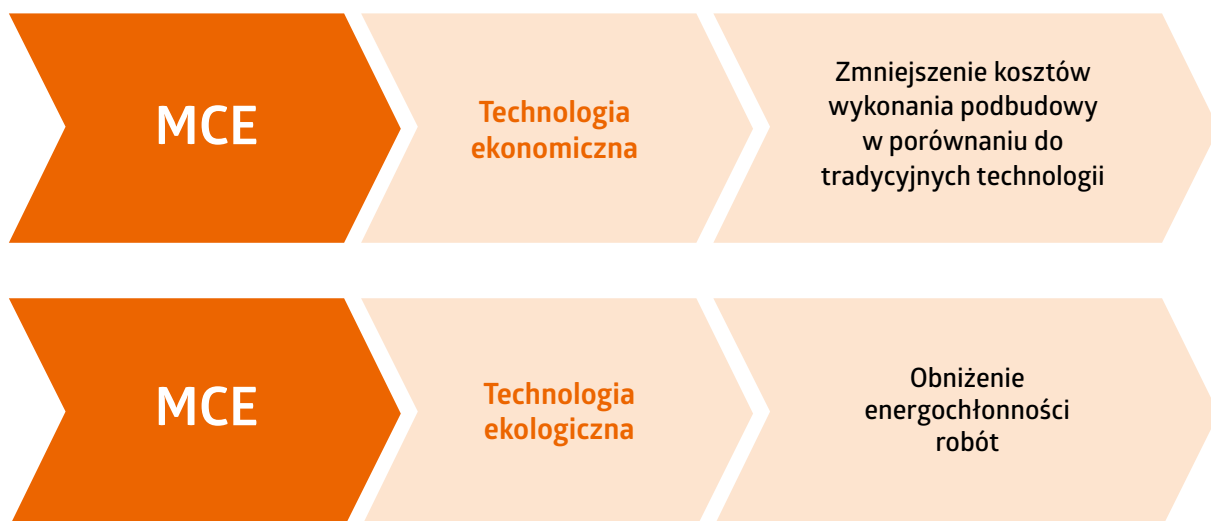 MCE
Technologia
ekonomiczna
Zmniejszenie kosztów
wykonania podbudowy
w porównaniu do
tradycyjnych technologii
MCE
Technologia
ekologiczna
Obniżenie
energochłonności
robót